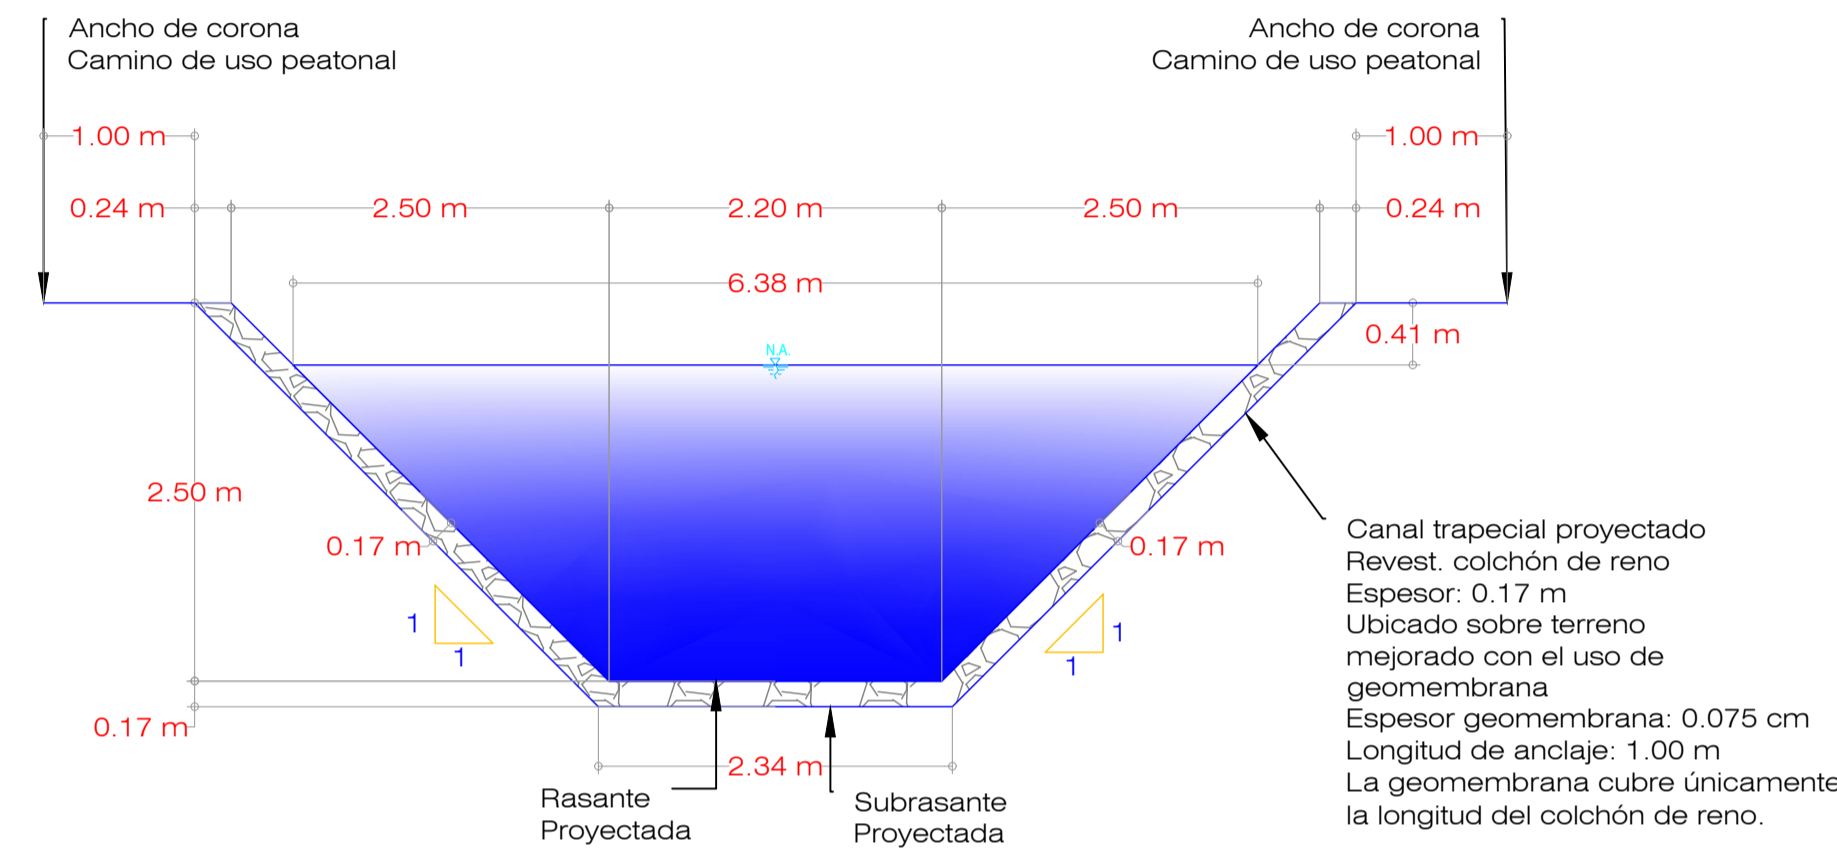 Ancho de corona
Camino de uso peatonal
Ancho de corona
Camino de uso peatonal
1.00 m
1.00 m
0.24 m
2.50 m
2.20 m
2.50 m
0.24 m
6.38 m
0.41 m
N.A.
2.50 m
0.17 m
0.17 m
1
1
1
1
0.17 m
2.34 m
Rasante
Proyectada
Subrasante
Proyectada
Canal trapecial proyectado
Revest. colchón de reno
Espesor: 0.17 m
Ubicado sobre terreno
mejorado con el uso de
geomembrana
Espesor geomembrana: 0.075 cm
Longitud de anclaje: 1.00 m
La geomembrana cubre únicamente
la longitud del colchón de reno.